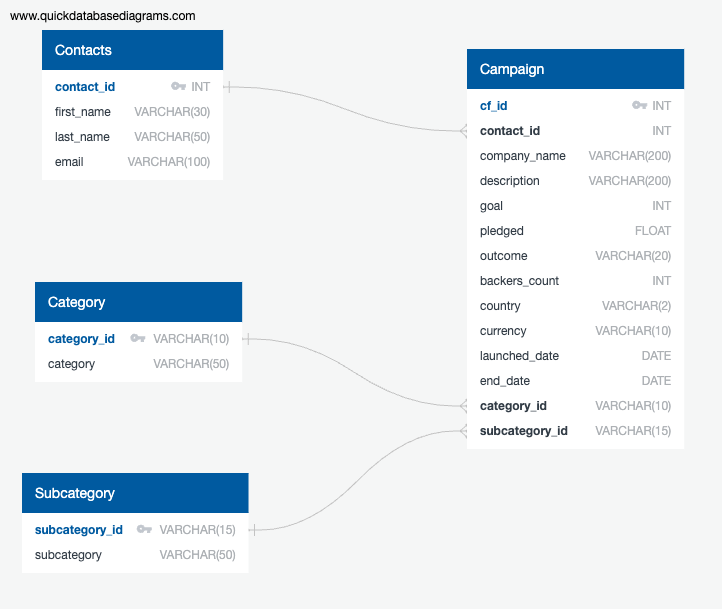 www.quickdatabasediagrams.com
Contacts
contact_id INT
first_name VARCHAR(30)
last_name VARCHAR(50)
email VARCHAR(100)
Campaign
cf_id INT
contact_id INT
company_name VARCHAR(200)
description VARCHAR(200)
goal INT
pledged FLOAT
outcome VARCHAR(20)
backers_count INT
country VARCHAR(2)
currency VARCHAR(10)
launched_date DATE
end_date DATE
category_id VARCHAR(10)
subcategory_id VARCHAR(15)
Category
category_id VARCHAR(10)
category VARCHAR(50)
Subcategory
subcategory_id VARCHAR(15)
subcategory VARCHAR(50)